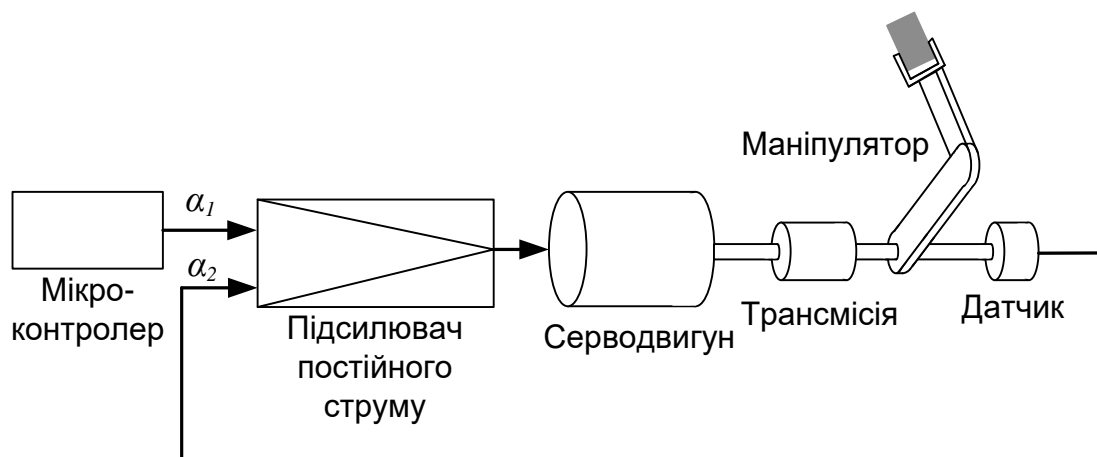 Маніпулятор
α1
α2
Мікро-
контролер
Підсилювач
постійного
струму
Серводвигун
Трансмісія
Датчик